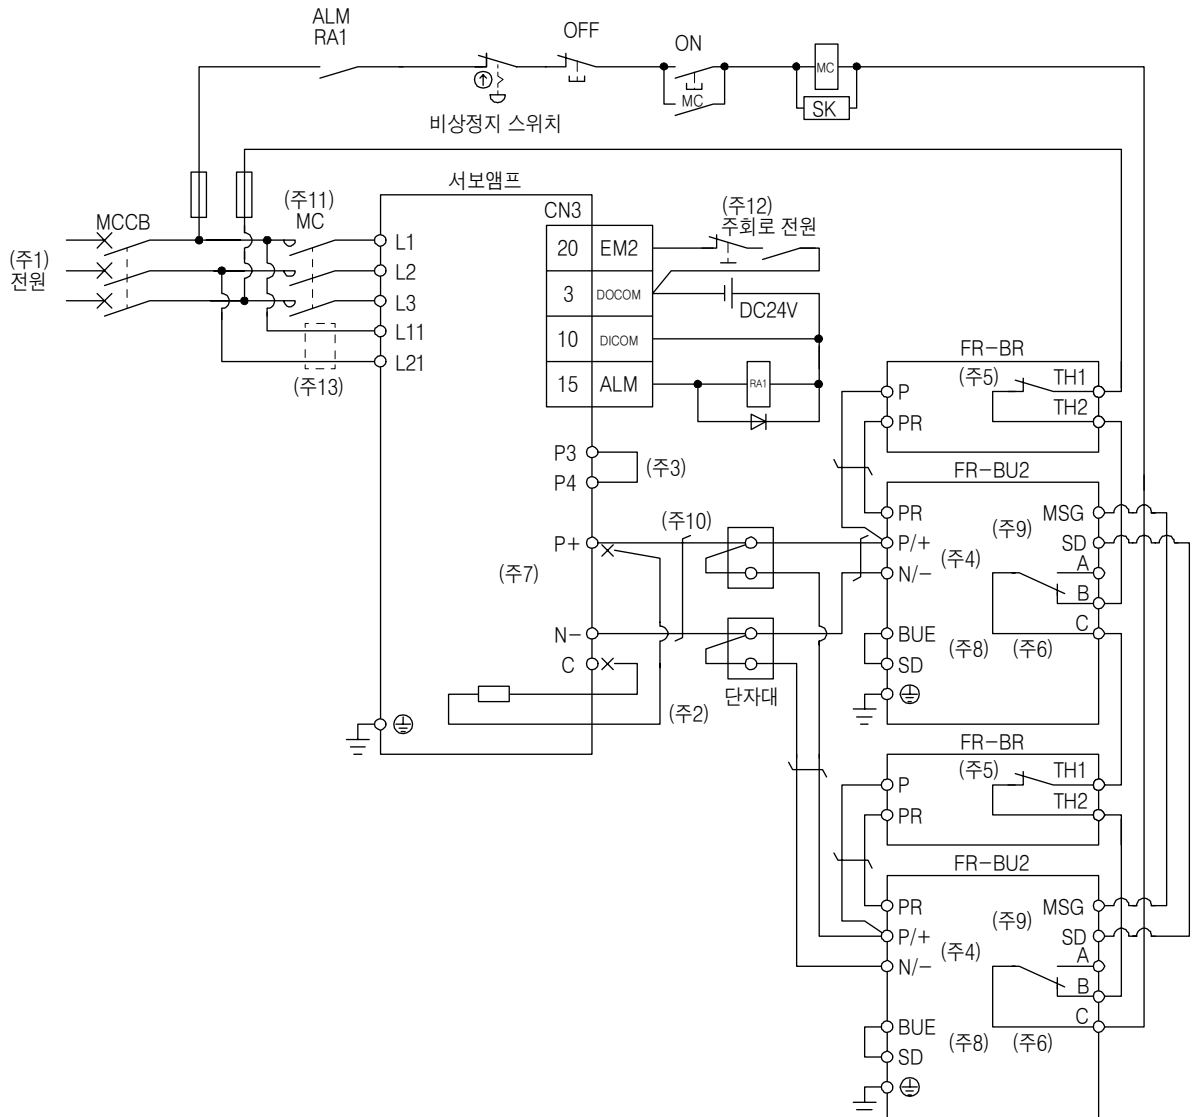 ALM
RA1
OFF
ON
MC
MC
SK
비상정지 스위치
서보앰프
MCCB
(주11)
MC
(주1)
전원
L1
L2
L3
L11
L21
(주13)
CN3
20 EM2
3 DOCOM
10 DICOM
15 ALM
(주12)
주회로 전원
DC24V
RA1
P3
P4
(주3)
P+
(주7)
N−
C
(주10)
(주2)
단자대
FR−BR
(주5)
P
PR
TH1
TH2
FR−BU2
PR
P/+
N/−
(주4)
(주9)
MSG
SD
A
B
C
BUE
SD
(주8)
(주6)
FR−BR
(주5)
P
PR
TH1
TH2
FR−BU2
PR
P/+
N/−
(주4)
(주9)
MSG
SD
A
B
C
BUE
SD
(주8)
(주6)